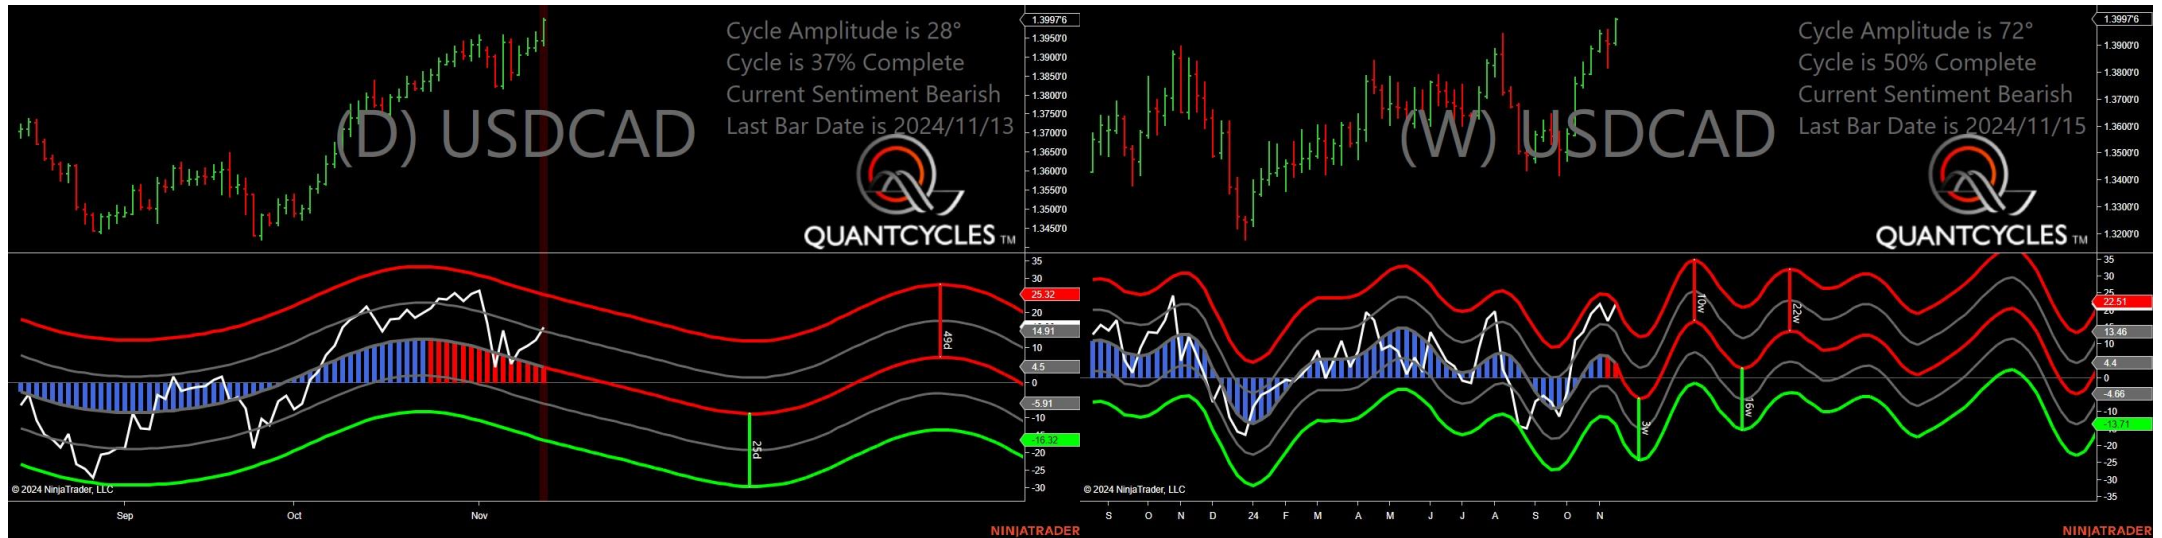 Cycle Amplitude is 28°
Cycle is 37% Complete
Current Sentiment Bearish
Last Bar Date is 2024/11/13
(D) USDCAD
QUANTCYCLES TM
1.3997'6
1.3950'0
1.3900'0
1.3850'0
1.3800'0
1.3750'0
1.3700'0
1.3650'0
1.3600'0
1.3550'0
1.3500'0
1.3450'0
35
30
25.32
20
14.91
10
4.5
0
-5.91
-10
-16.32
-20
-25
-30
49d
25d
© 2024 NinjaTrader, LLC
Sep Oct Nov
NINJATRADER
Cycle Amplitude is 72°
Cycle is 50% Complete
Current Sentiment Bearish
Last Bar Date is 2024/11/15
(W) USDCAD
QUANTCYCLES TM
1.3997'6
1.3900'0
1.3800'0
1.3700'0
1.3600'0
1.3500'0
1.3400'0
1.3300'0
1.3200'0
35
30
25
22.51
13.46
10
4.4
0
-4.66
-10
-13.71
-20
-25
-30
-35
10w
22w
3w
16w
© 2024 NinjaTrader, LLC
S O N D 24 F M A M J J A S O N
NINJATRADER